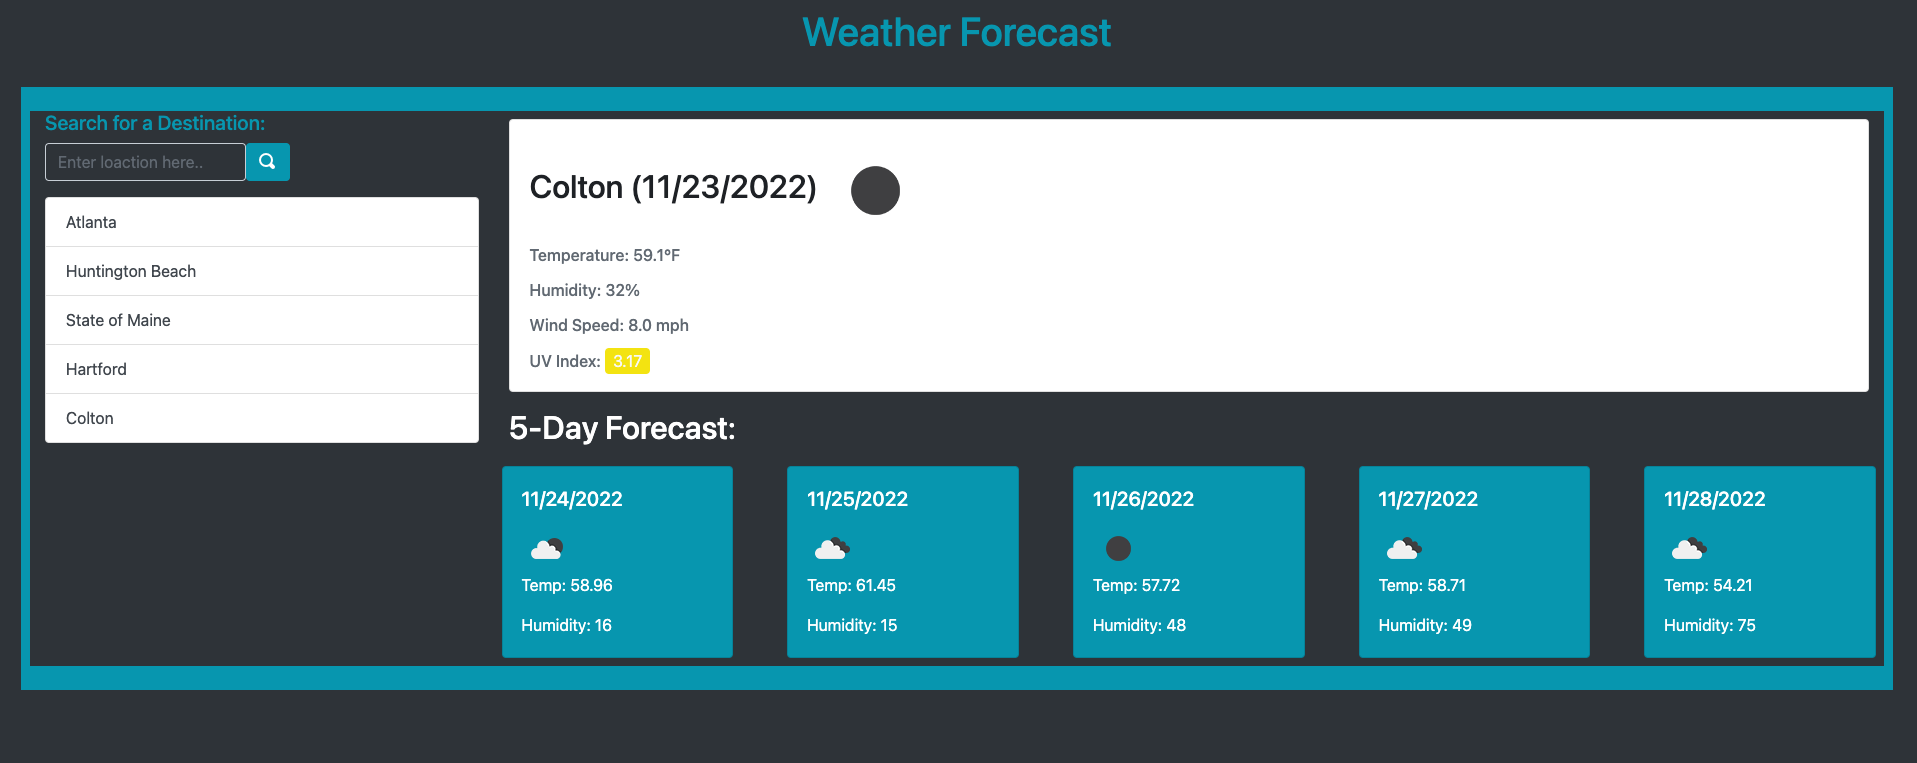 Weather Forecast
Search for a Destination:
Enter loaction here..
Atlanta
Huntington Beach
State of Maine
Hartford
Colton
Colton (11/23/2022)
Temperature: 59.1°F
Humidity: 32%
Wind Speed: 8.0 mph
UV Index: 3.17
5-Day Forecast:
11/24/2022
Temp: 58.96
Humidity: 16
11/25/2022
Temp: 61.45
Humidity: 15
11/26/2022
Temp: 57.72
Humidity: 48
11/27/2022
Temp: 58.71
Humidity: 49
11/28/2022
Temp: 54.21
Humidity: 75